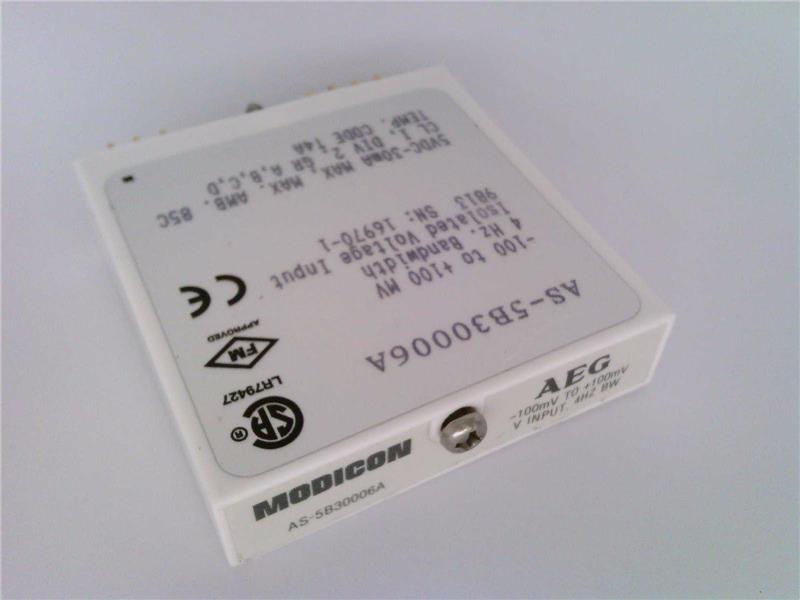 AS-5B30006A
-100 to +100 MV
4 Hz. Bandwidth
Isolated Voltage Input
9813 SN: 16970-1
5VDC-30mA MAX, MAX. AMB. 85C
CL I, DIV 2, GR A,B,C,D
TEMP. CODE T4A
CE
FM
APPROVED
LR79427
SA
®
MODICON
AS-5B30006A
AEG
-100mV TO +100mV
V INPUT, 4HZ BW